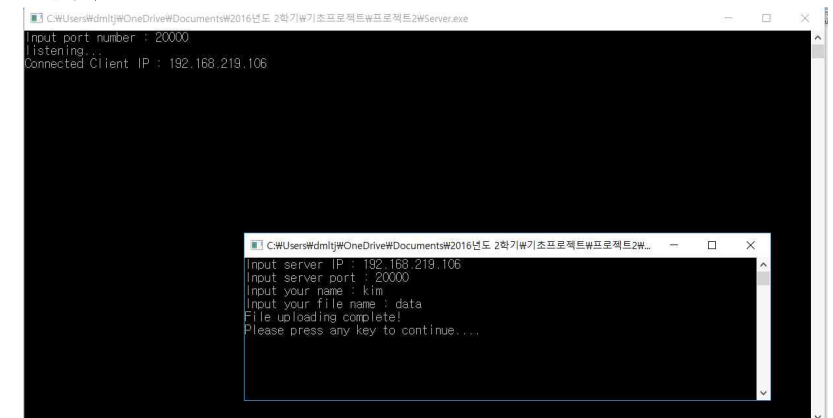 C:₩Users₩dmltj₩OneDrive₩Documents₩2016년도 2학기₩기초프로젝트₩프로젝트2₩Server.exe
Input port number : 20000
listening...
Connected Client IP : 192.168.219.106
C:₩Users₩dmltj₩OneDrive₩Documents₩2016년도 2학기₩기초프로젝트₩프로젝트2₩...
Input server IP : 192.168.219.106
Input server port : 20000
Input your name : kim
Input your file name : data
File uploading complete!
Please press any key to continue....